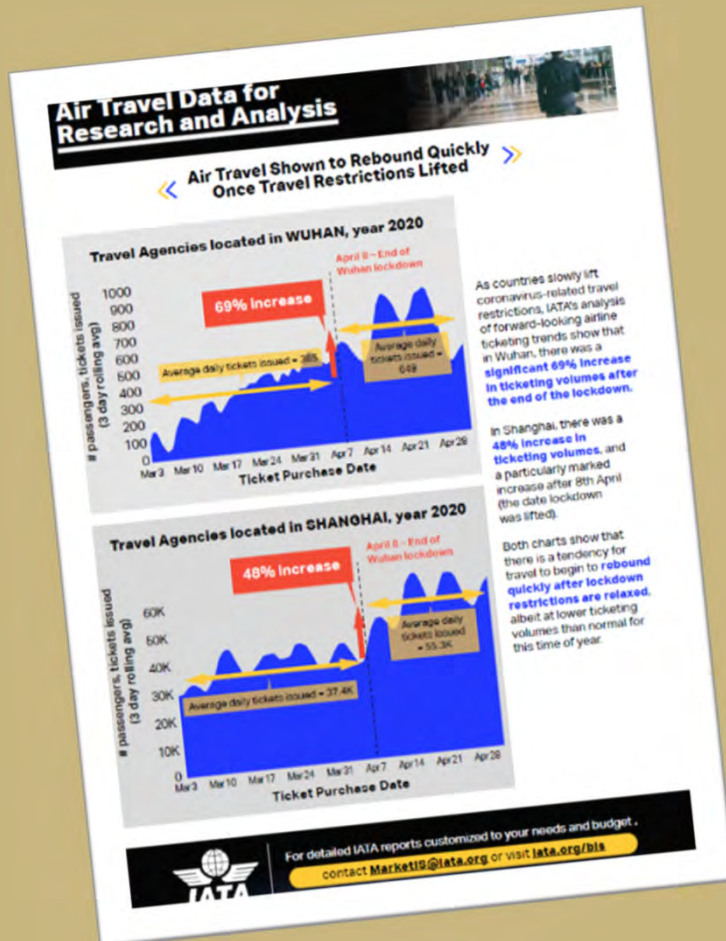 Air Travel Data for
Research and Analysis
Air Travel Shown to Rebound Quickly
Once Travel Restrictions Lifted
Travel Agencies located in WUHAN, year 2020
April 8 – End of
Wuhan lockdown
69% Increase
# passengers, tickets issued
(3 day rolling avg)
1000
900
800
700
600
500
400
300
200
100
0
Average daily tickets issued = 385
Average daily
tickets issued =
649
Mar 3 Mar 10 Mar 17 Mar 24 Mar 31 Apr 7 Apr 14 Apr 21 Apr 28
Ticket Purchase Date
As countries slowly lift
coronavirus-related travel
restrictions, IATA's analysis
of forward-looking airline
ticketing trends show that
in Wuhan, there was a
significant 69% increase
in ticketing volumes after
the end of the lockdown.
In Shanghai, there was a
48% increase in
ticketing volumes, and
a particularly marked
increase after 8th April
(the date lockdown
was lifted).
Both charts show that
there is a tendency for
travel to begin to rebound
quickly after lockdown
restrictions are relaxed,
albeit at lower ticketing
volumes than normal for
this time of year.
Travel Agencies located in SHANGHAI, year 2020
April 8 – End of
Wuhan lockdown
48% Increase
# passengers, tickets issued
(3 day rolling avg)
60K
50K
40K
30K
20K
10K
0
Average daily tickets issued = 37.4K
Average daily
tickets issued
= 55.3K
Mar 3 Mar 10 Mar 17 Mar 24 Mar 31 Apr 7 Apr 14 Apr 21 Apr 28
Ticket Purchase Date
IATA
For detailed IATA reports customized to your needs and budget,
contact MarketIS@iata.org or visit iata.org/bis